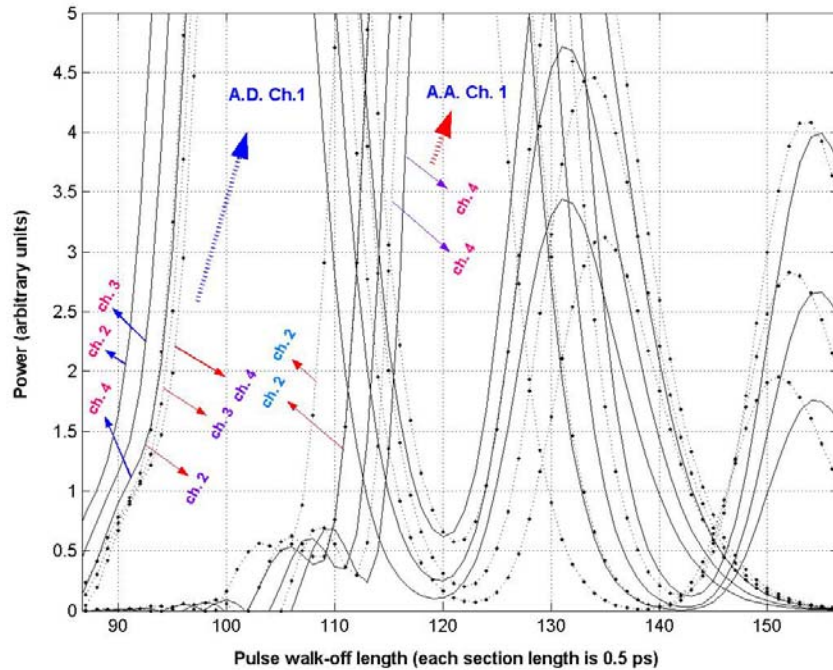 5
4.5
4
3.5
3
2.5
2
1.5
1
0.5
0
Power (arbitrary units)
A.D. Ch.1
A.A. Ch. 1
ch. 4
ch. 4
ch. 3
ch. 2
ch. 4
ch. 2
ch. 2
ch. 4
ch. 3
ch. 2
90 100 110 120 130 140 150
Pulse walk-off length (each section length is 0.5 ps)